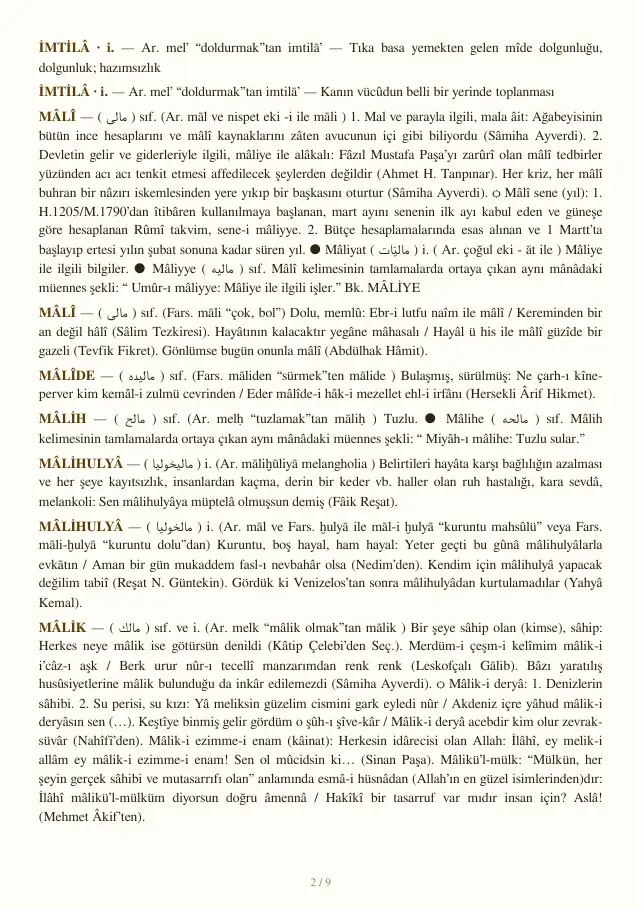 İMTİLÂ · i. — Ar. mel’ “doldurmak”tan imtilā’ — Tıka basa yemekten gelen mîde dolgunluğu,
dolgunluk; hazımsızlık
İMTİLÂ · i. — Ar. mel’ “doldurmak”tan imtilā’ — Kanın vücûdun belli bir yerinde toplanması
MÂLÎ — ( مالى ) sıf. (Ar. māl ve nispet eki -і ile māli ) 1. Mal ve parayla ilgili, mala âit: Ağabeyisinin
bütün ince hesaplarını ve mâlî kaynaklarını zâten avucunun içi gibi biliyordu (Sâmiha Ayverdi). 2.
Devletin gelir ve giderleriyle ilgili, mâliye ile alâkalı: Fâzıl Mustafa Paşa’yı zarûrî olan mâlî tedbirler
yüzünden acı acı tenkit etmesi affedilecek şeylerden değildir (Ahmet H. Tanpınar). Her kriz, her mâlî
buhran bir nâzırı iskemlesinden yere yıkıp bir başkasını oturtur (Sâmiha Ayverdi). ѻ Mâlî sene (yıl): 1.
H.1205/M.1790’dan îtibâren kullanılmaya başlanan, mart ayını senenin ilk ayı kabul eden ve güneşe
göre hesaplanan Rûmî takvim, sene-i mâliyye. 2. Bütçe hesaplamalarında esas alınan ve 1 Martt’ta
başlayıp ertesi yılın şubat sonuna kadar süren yıl. ● Mâliyat ( ماليّات ) i. ( Ar. çoğul eki - āt ile ) Mâliye
ile ilgili bilgiler. ● Mâliyye ( ماليه ) sıf. Mâlî kelimesinin tamlamalarda ortaya çıkan aynı mânâdaki
müennes şekli: “ Umûr-ı mâliyye: Mâliye ile ilgili işler.” Bk. MÂLİYE
MÂLÎ — ( مالى ) sıf. (Fars. māli “çok, bol”) Dolu, memlû: Ebr-i lutfu naîm ile mâlî / Kereminden bir
an değil hâlî (Sâlim Tezkiresi). Hayâtının kalacaktır yegâne mâhasalı / Hayâl ü his ile mâlî güzîde bir
gazeli (Tevfik Fikret). Gönlümse bugün onunla mâlî (Abdülhak Hâmit).
MÂLÎDE — ( ماليده ) sıf. (Fars. māliden “sürmek”ten mālide ) Bulaşmış, sürülmüş: Ne çarh-ı kîne-
perver kim kemâl-i zulmü cevrinden / Eder mâlîde-i hâk-i mezellet ehl-i irfânı (Hersekli Ârif Hikmet).
MÂLİH — ( مالح ) sıf. (Ar. melḥ “tuzlamak”tan māliḥ ) Tuzlu. ● Mâlihe ( مالحه ) sıf. Mâlih
kelimesinin tamlamalarda ortaya çıkan aynı mânâdaki müennes şekli: “ Miyâh-ı mâlihe: Tuzlu sular.”
MÂLİHULYÂ — ( ماليخوليا ) i. (Ar. māliḫūliyā melangholia ) Belirtileri hayâta karşı bağlılığın azalması
ve her şeye kayıtsızlık, insanlardan kaçma, derin bir keder vb. haller olan ruh hastalığı, kara sevdâ,
melankoli: Sen mâlihulyâya müptelâ olmuşsun demiş (Fâik Reşat).
MÂLİHULYÂ — ( مالخوليا ) i. (Ar. māl ve Fars. ḫulyā ile māl-i ḫulyā “kuruntu mahsûlü” veya Fars.
māli-ḫulyā “kuruntu dolu”dan) Kuruntu, boş hayal, ham hayal: Yeter geçti bu gûnâ mâlihulyâlarla
evkātın / Aman bir gün mukaddem fasl-ı nevbahâr olsa (Nedim’den). Kendim için mâlihulyâ yapacak
değilim tabiî (Reşat N. Güntekin). Gördük ki Venizelos’tan sonra mâlihulyâdan kurtulamadılar (Yahyâ
Kemal).
MÂLİK — ( مالك ) sıf. ve i. (Ar. melk “mâlik olmak”tan mālik ) Bir şeye sâhip olan (kimse), sâhip:
Herkes neye mâlik ise götürsün denildi (Kâtip Çelebi’den Seç.). Merdüm-i çeşm-i kelîmim mâlik-i
i’câz-ı aşk / Berk urur nûr-ı tecellî manzarımdan renk renk (Leskofçalı Gālib). Bâzı yaratılış
husûsiyetlerine mâlik bulunduğu da inkâr edilemezdi (Sâmiha Ayverdi). ѻ Mâlik-i deryâ: 1. Denizlerin
sâhibi. 2. Su perisi, su kızı: Yâ meliksin güzelim cismini gark eyledi nûr / Akdeniz içre yâhud mâlik-i
deryâsın sen (…). Keştîye binmiş gelir gördüm o şûh-ı şîve-kâr / Mâlik-i deryâ acebdir kim olur zevrak-
süvâr (Nahîfî’den). Mâlik-i ezimme-i enam (kâinat): Herkesin idârecisi olan Allah: İlâhî, ey melik-i
allâm ey mâlik-i ezimme-i enam! Sen ol mûcidsin ki… (Sinan Paşa). Mâlikü’l-mülk: “Mülkün, her
şeyin gerçek sâhibi ve mutasarrıfı olan” anlamında esmâ-i hüsnâdan (Allah’ın en güzel isimlerinden)dır:
İlâhî mâlikü’l-mülküm diyorsun doğru âmennâ / Hakîkî bir tasarruf var mıdır insan için? Aslâ!
(Mehmet Âkif’ten).
2 / 9